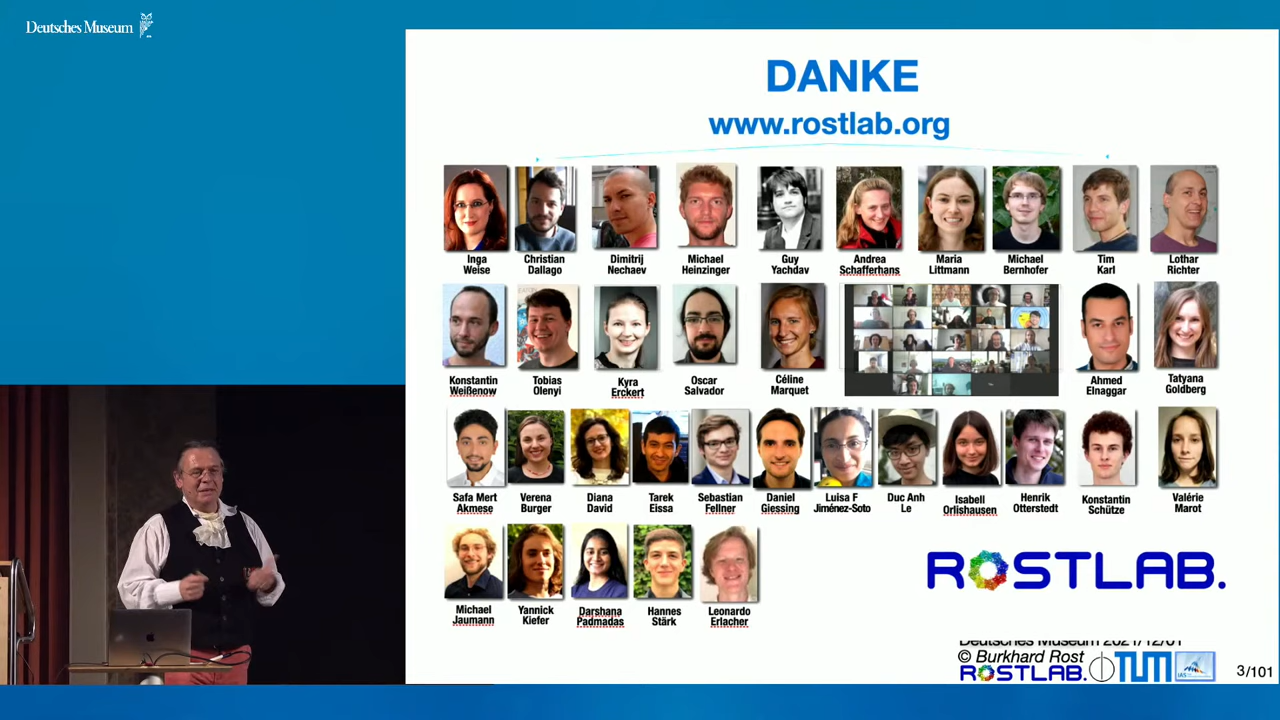 Deutsches Museum
DANKE
www.rostlab.org
Inga Weise
Christian Dallago
Dimitrij Nechaev
Michael Heinzinger
Guy Yachdav
Andrea Schafferhans
Maria Littmann
Michael Bernhofer
Tim Karl
Lothar Richter
Konstantin Weißenow
Tobias Olenyi
Kyra Erckert
Oscar Salvador
Céline Marquet
Ahmed Elnaggar
Tatyana Goldberg
Safa Mert Akmese
Verena Burger
Diana David
Tarek Eissa
Sebastian Fellner
Daniel Giessing
Luisa F Jiménez-Soto
Duc Anh Le
Isabell Orlishausen
Henrik Otterstedt
Konstantin Schütze
Valérie Marot
Michael Jaumann
Yannick Kiefer
Darshana Padmadas
Hannes Stärk
Leonardo Erlacher
ROSTLAB.
Deutsches Museum 2021/12/01
© Burkhard Rost
ROSTLAB. TUM IAS
3/101